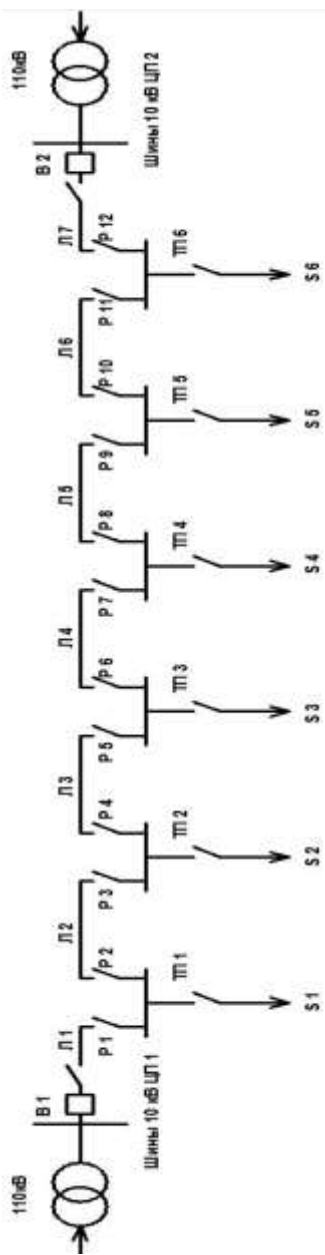 110кВ
В 1
Шины 10 кВ ЦП 1
Л1
Р 1
Р 2
ТП 1
S 1
Л2
Р 3
Р 4
ТП 2
S 2
Л3
Р 5
Р 6
ТП 3
S 3
Л4
Р 7
Р 8
ТП 4
S 4
Л5
Р 9
Р 10
ТП 5
S 5
Л6
Р 11
Р 12
ТП 6
S 6
Л7
В 2
Шины 10 кВ ЦП 2
110кВ